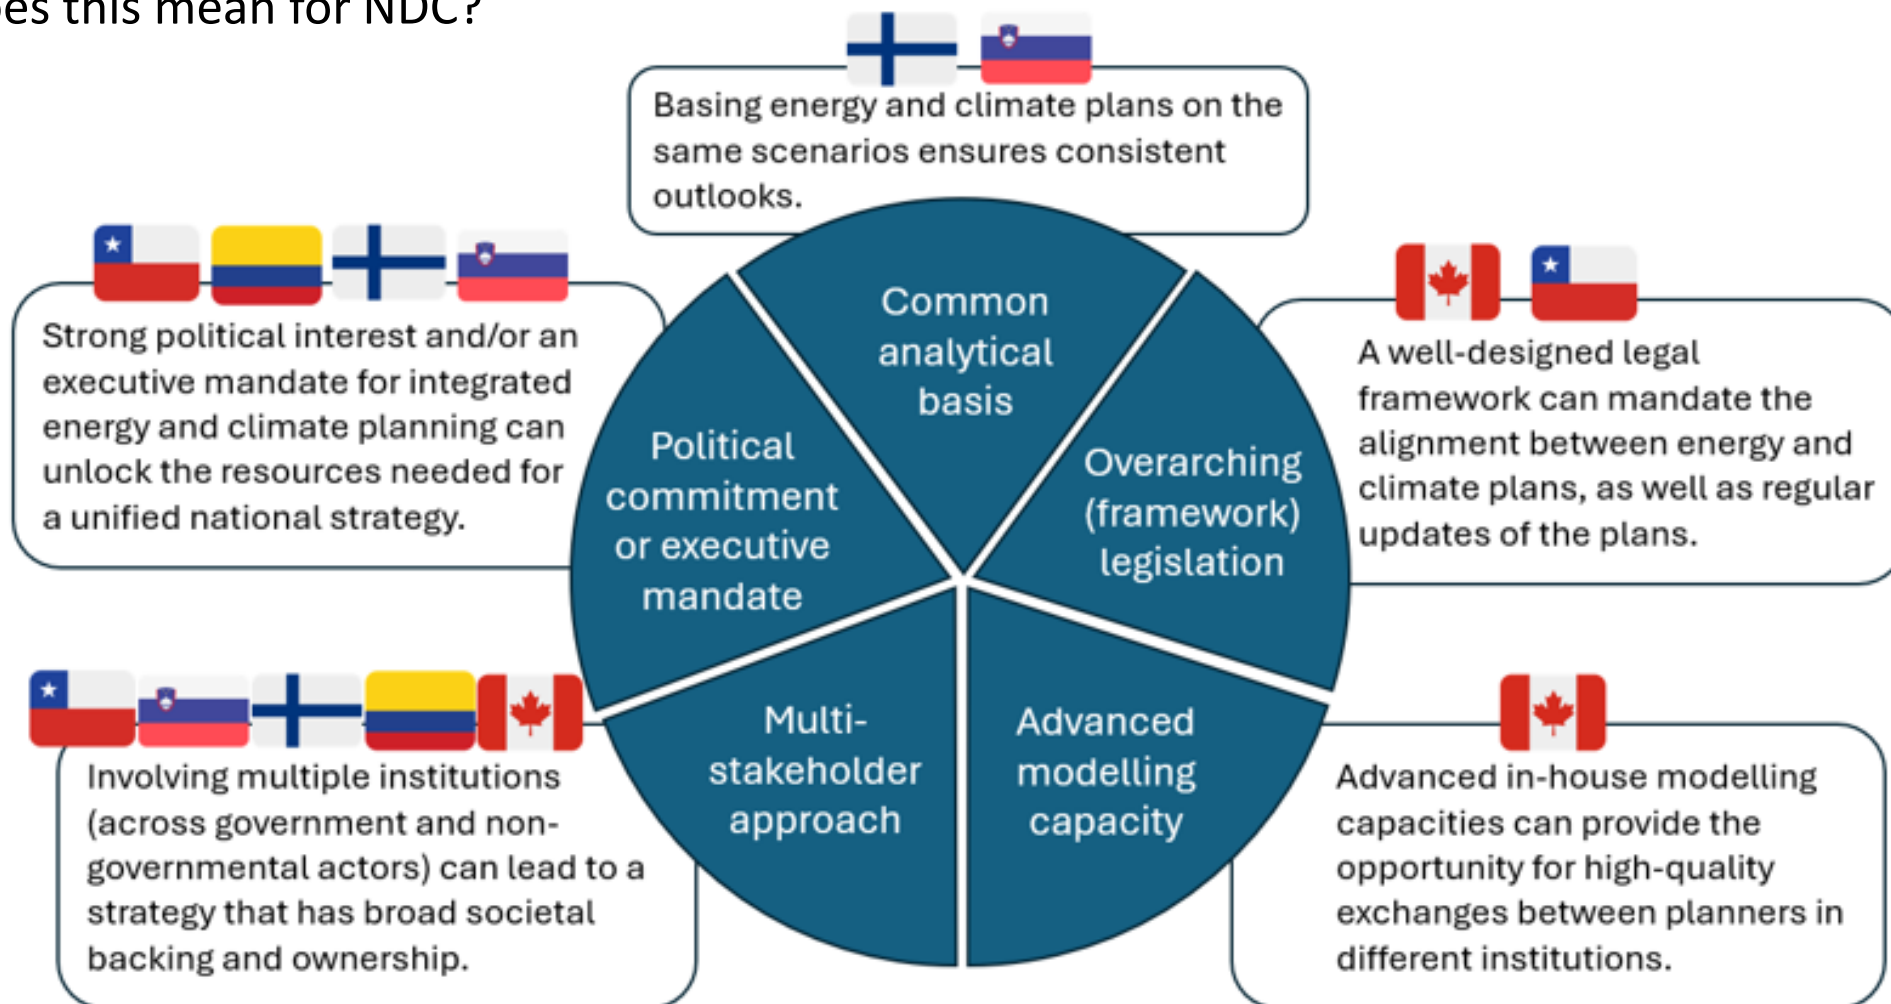 this mean for NDC?
Basing energy and climate plans on the
same scenarios ensures consistent
outlooks.
Strong political interest and/or an
executive mandate for integrated
energy and climate planning can
unlock the resources needed for
a unified national strategy.
Common
analytical
basis
A well-designed legal
framework can mandate the
alignment between energy and
climate plans, as well as regular
updates of the plans.
Political
commitment
or executive
mandate
Overarching
(framework)
legislation
Involving multiple institutions
(across government and non-
governmental actors) can lead to a
strategy that has broad societal
backing and ownership.
Multi-
stakeholder
approach
Advanced
modelling
capacity
Advanced in-house modelling
capacities can provide the
opportunity for high-quality
exchanges between planners in
different institutions.